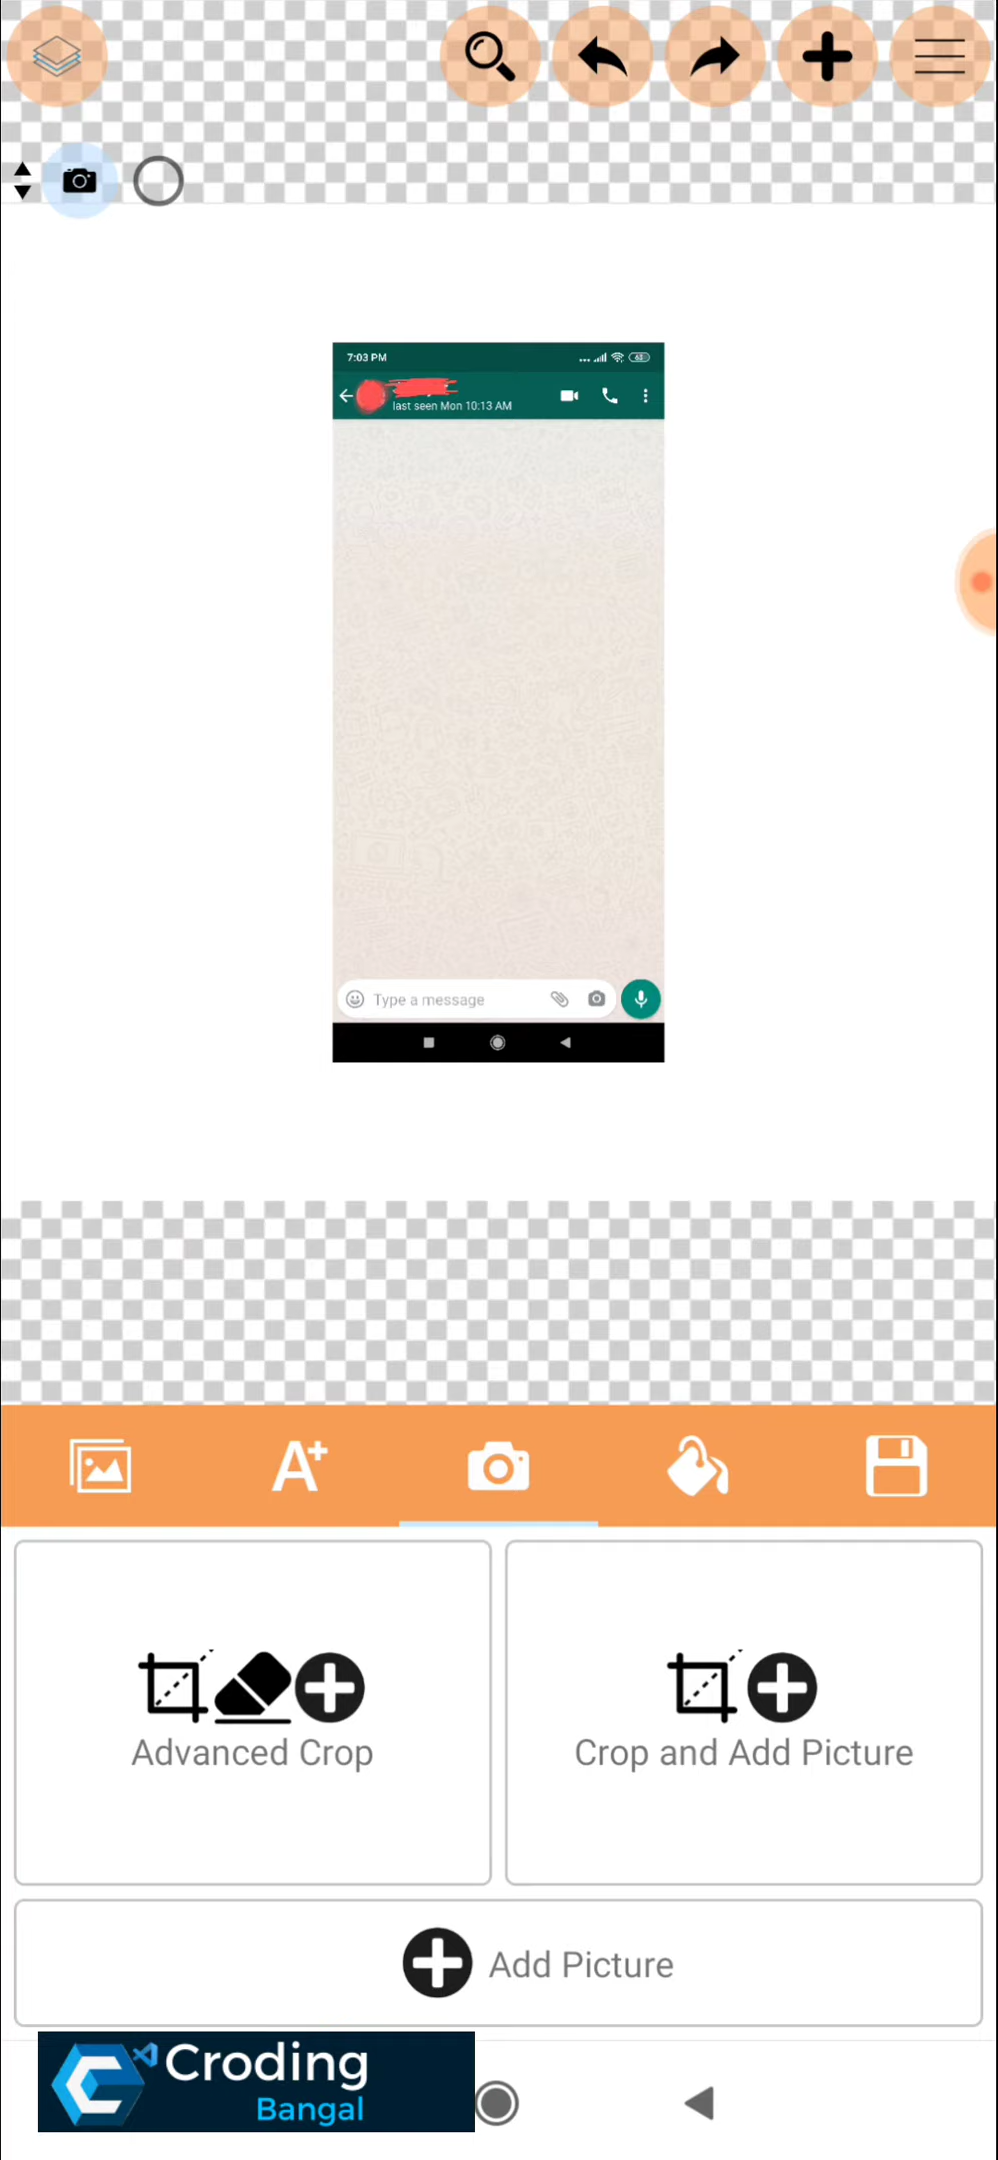 7:03 PM
63
last seen Mon 10:13 AM
Type a message
A+
Advanced Crop
Crop and Add Picture
Add Picture
Croding
Bangal